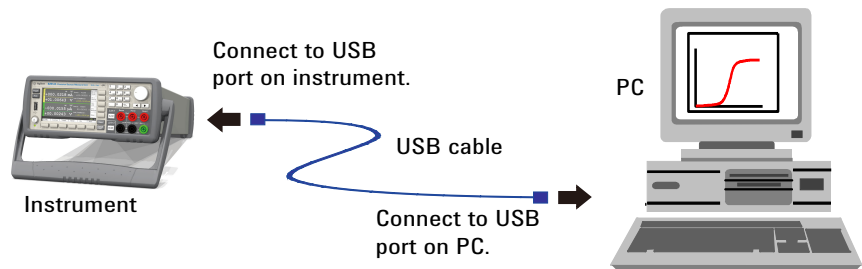 Connect to USB
port on instrument.
PC
USB cable
Instrument
Connect to USB
port on PC.